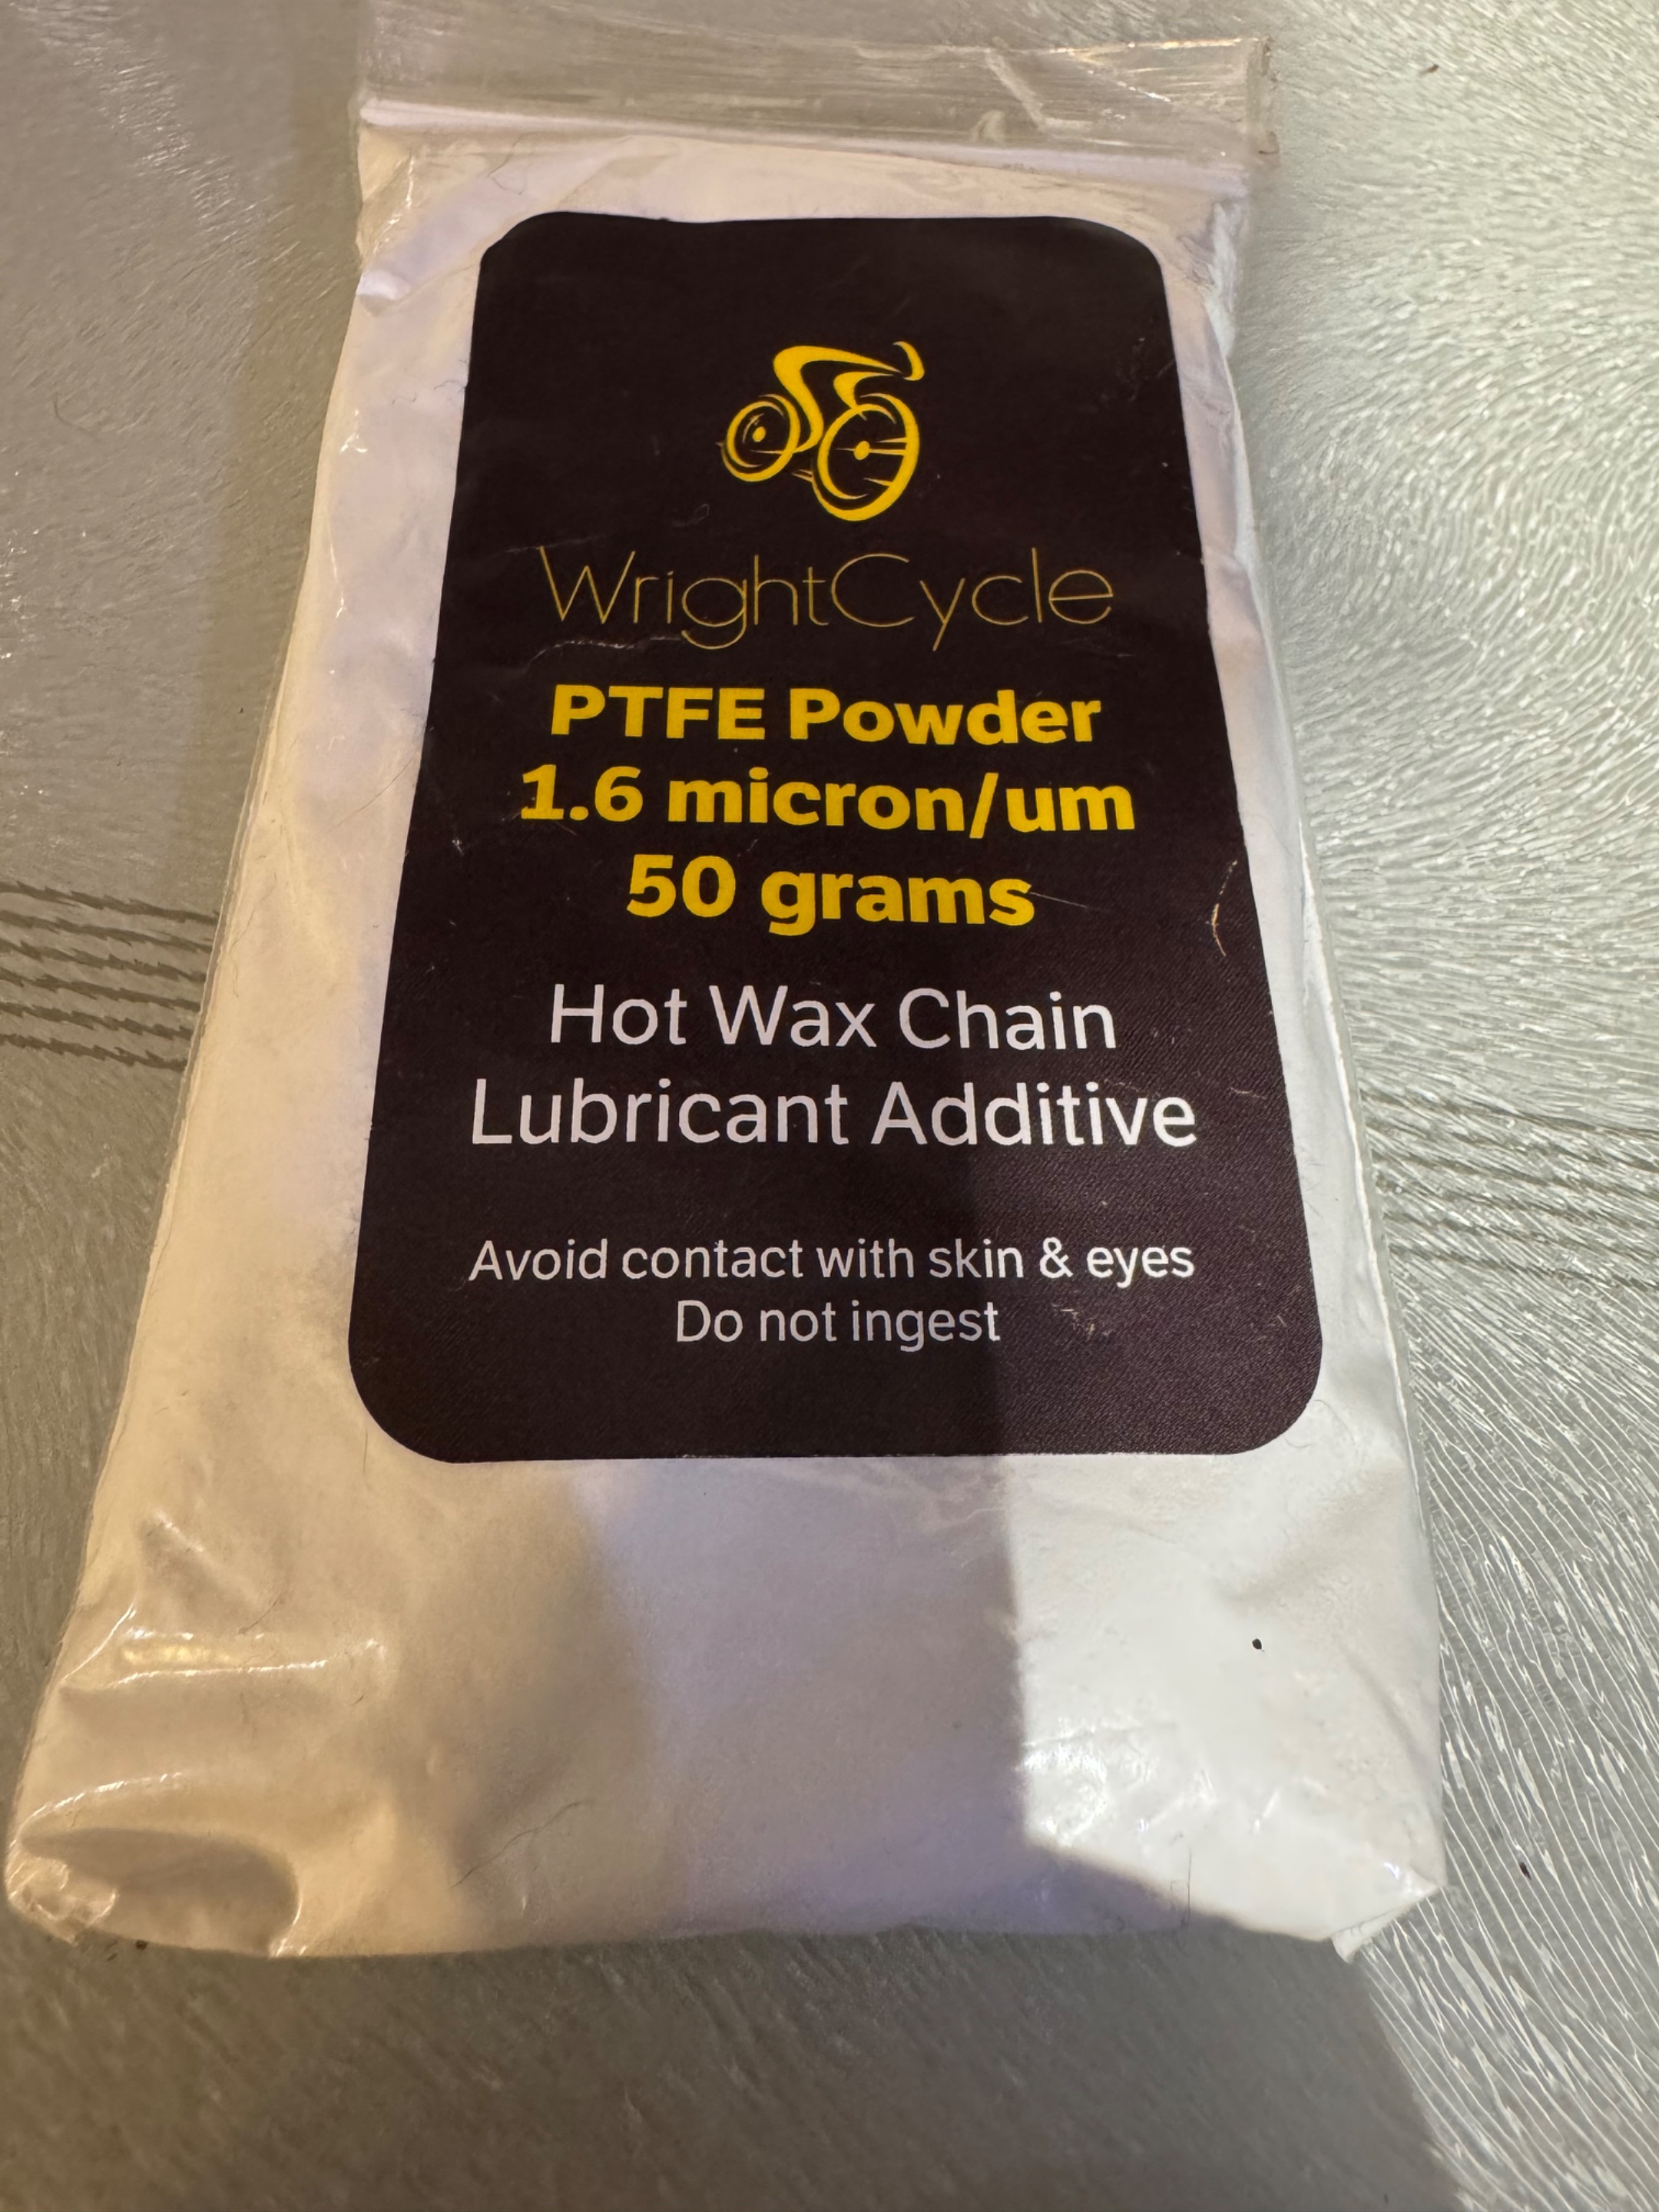 WrightCycle
PTFE Powder
1.6 micron/um
50 grams
Hot Wax Chain
Lubricant Additive
Avoid contact with skin & eyes
Do not ingest